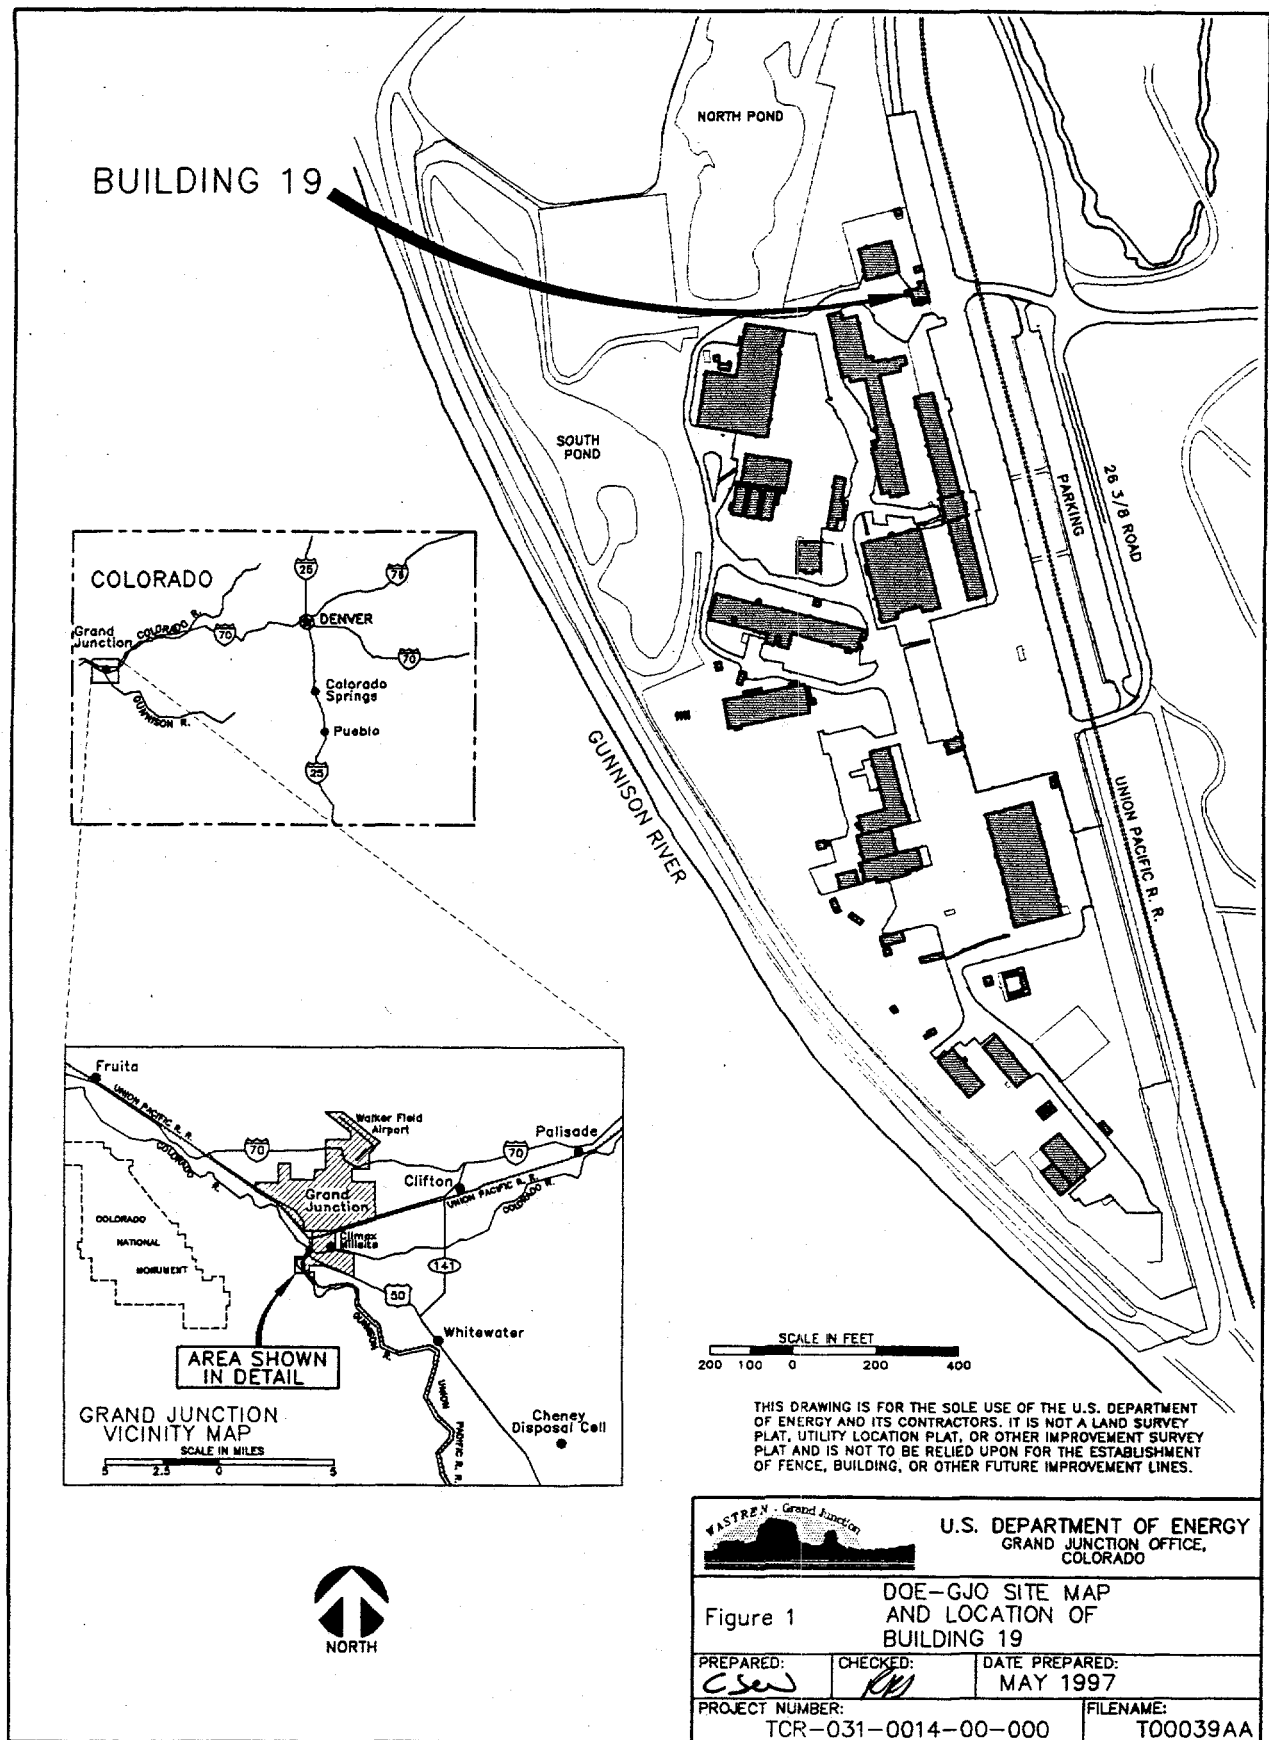 NORTH POND
BUILDING 19
SOUTH
POND
PARKING
26 3/8 ROAD
GUNNISON RIVER
UNION PACIFIC R. R.
COLORADO
25
76
DENVER
COLORADO R.
70
70
Grand
Junction
GUNNISON R.
Colorado
Springs
Pueblo
25
Fruita
UNION PACIFIC R. R.
COLORADO R.
70
Walker Field
Airport
70
Palisade
Clifton
UNION PACIFIC R. R.
COLORADO R.
Grand
Junction
Climax
Millsite
COLORADO
NATIONAL
MONUMENT
141
50
GUNNISON R.
Whitewater
AREA SHOWN
IN DETAIL
UNION PACIFIC R. R.
Cheney
Disposal Cell
GRAND JUNCTION
VICINITY MAP
SCALE IN MILES
5 2.5 0 5
SCALE IN FEET
200 100 0 200 400
THIS DRAWING IS FOR THE SOLE USE OF THE U.S. DEPARTMENT
OF ENERGY AND ITS CONTRACTORS. IT IS NOT A LAND SURVEY
PLAT, UTILITY LOCATION PLAT, OR OTHER IMPROVEMENT SURVEY
PLAT AND IS NOT TO BE RELIED UPON FOR THE ESTABLISHMENT
OF FENCE, BUILDING, OR OTHER FUTURE IMPROVEMENT LINES.
NORTH
WASTREN - Grand Junction
U.S. DEPARTMENT OF ENERGY
GRAND JUNCTION OFFICE,
COLORADO
Figure 1
DOE-GJO SITE MAP
AND LOCATION OF
BUILDING 19
PREPARED:
CHECKED:
DATE PREPARED:
MAY 1997
PROJECT NUMBER:
TCR-031-0014-00-000
FILENAME:
T00039AA